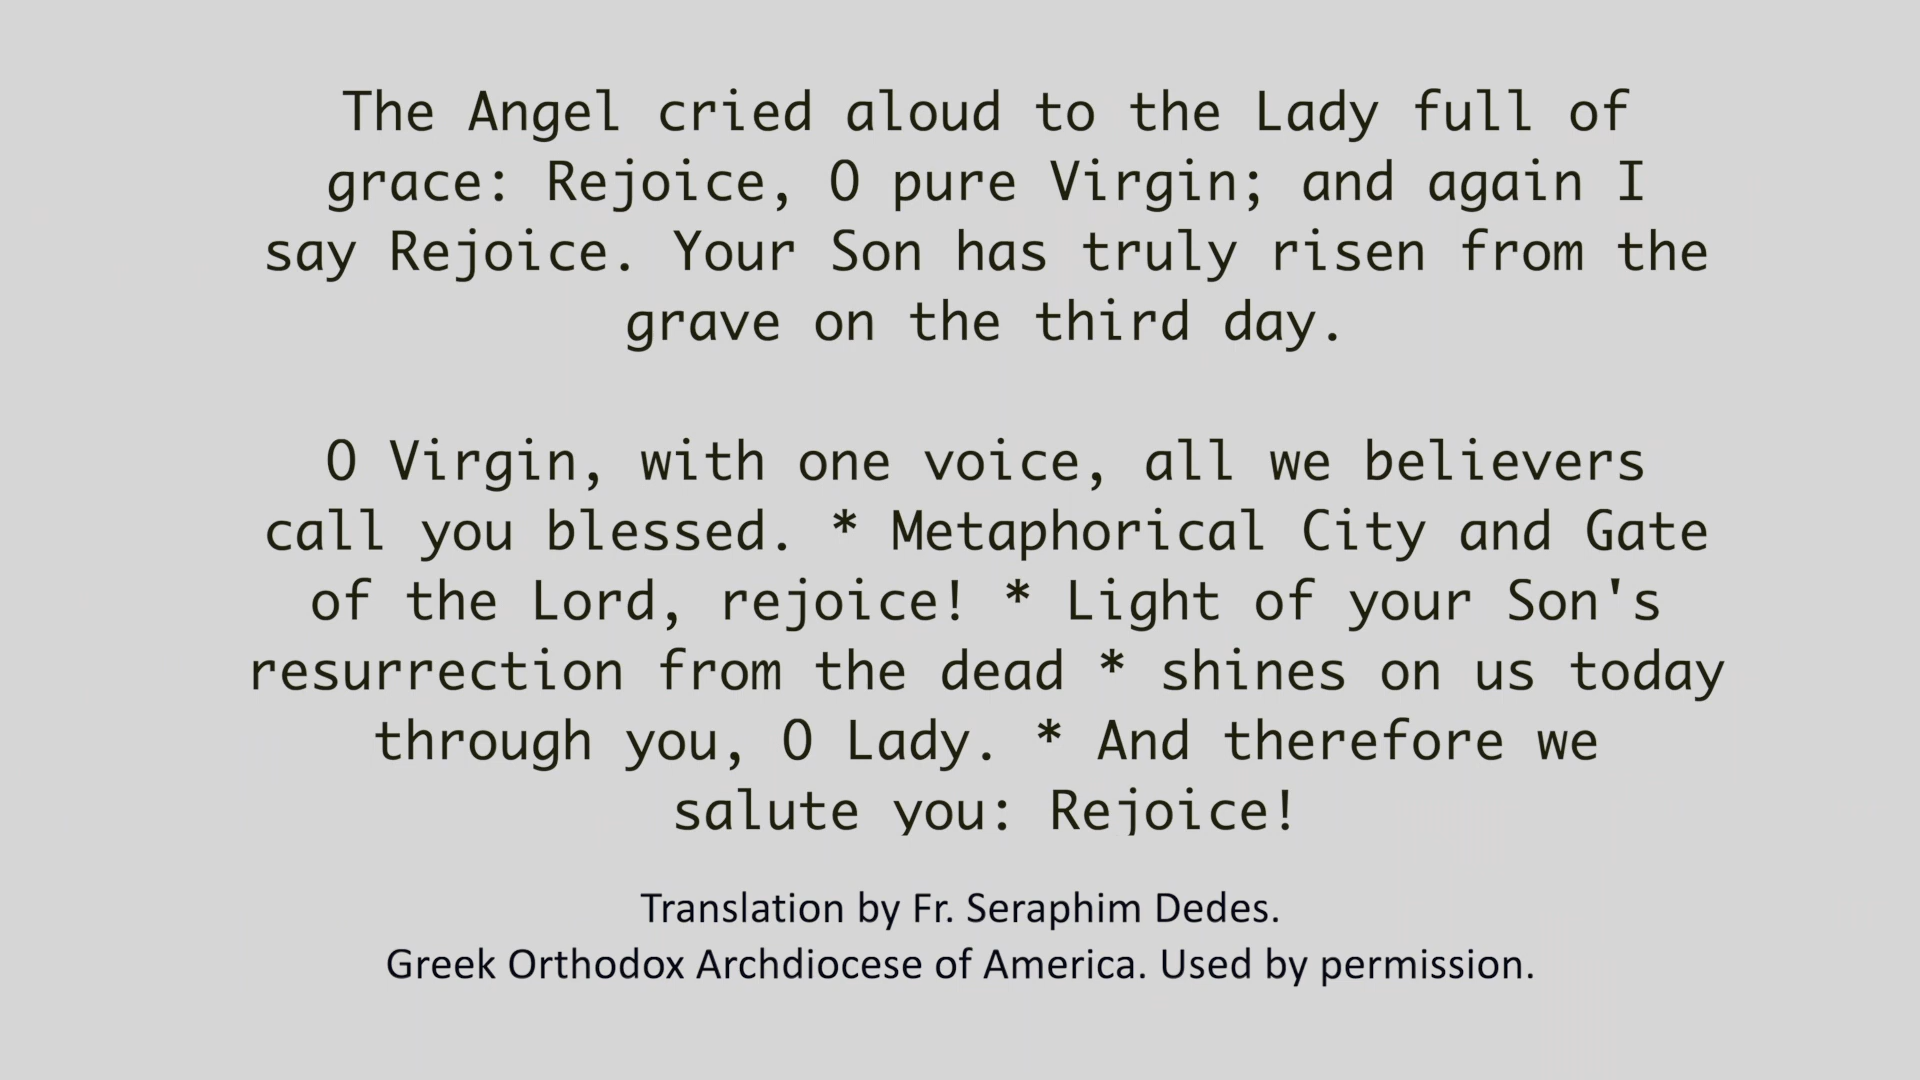 The Angel cried aloud to the Lady full of
grace: Rejoice, O pure Virgin; and again I
say Rejoice. Your Son has truly risen from the
grave on the third day.
O Virgin, with one voice, all we believers
call you blessed. * Metaphorical City and Gate
of the Lord, rejoice! * Light of your Son's
resurrection from the dead * shines on us today
through you, O Lady. * And therefore we
salute you: Rejoice!
Translation by Fr. Seraphim Dedes.
Greek Orthodox Archdiocese of America. Used by permission.